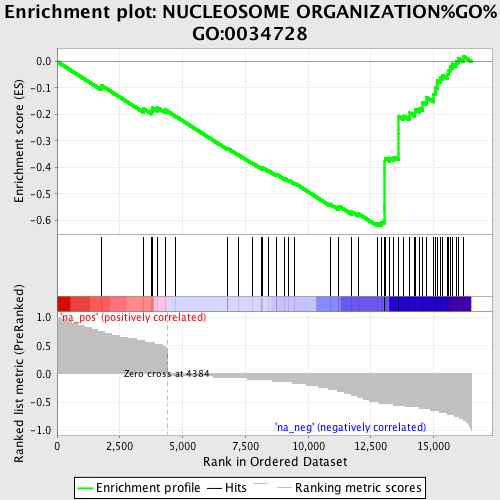 Enrichment plot: NUCLEOSOME ORGANIZATION%GO%
GO:0034728
Enrichment score (ES)
0.0
-0.1
-0.2
-0.3
-0.4
-0.5
-0.6
Ranked list metric (PreRanked)
1.0
0.5
0.0
-0.5
-1.0
'na_pos' (positively correlated)
Zero cross at 4384
'na_neg' (negatively correlated)
0 2,500 5,000 7,500 10,000 12,500 15,000
Rank in Ordered Dataset
Enrichment profile Hits Ranking metric scores